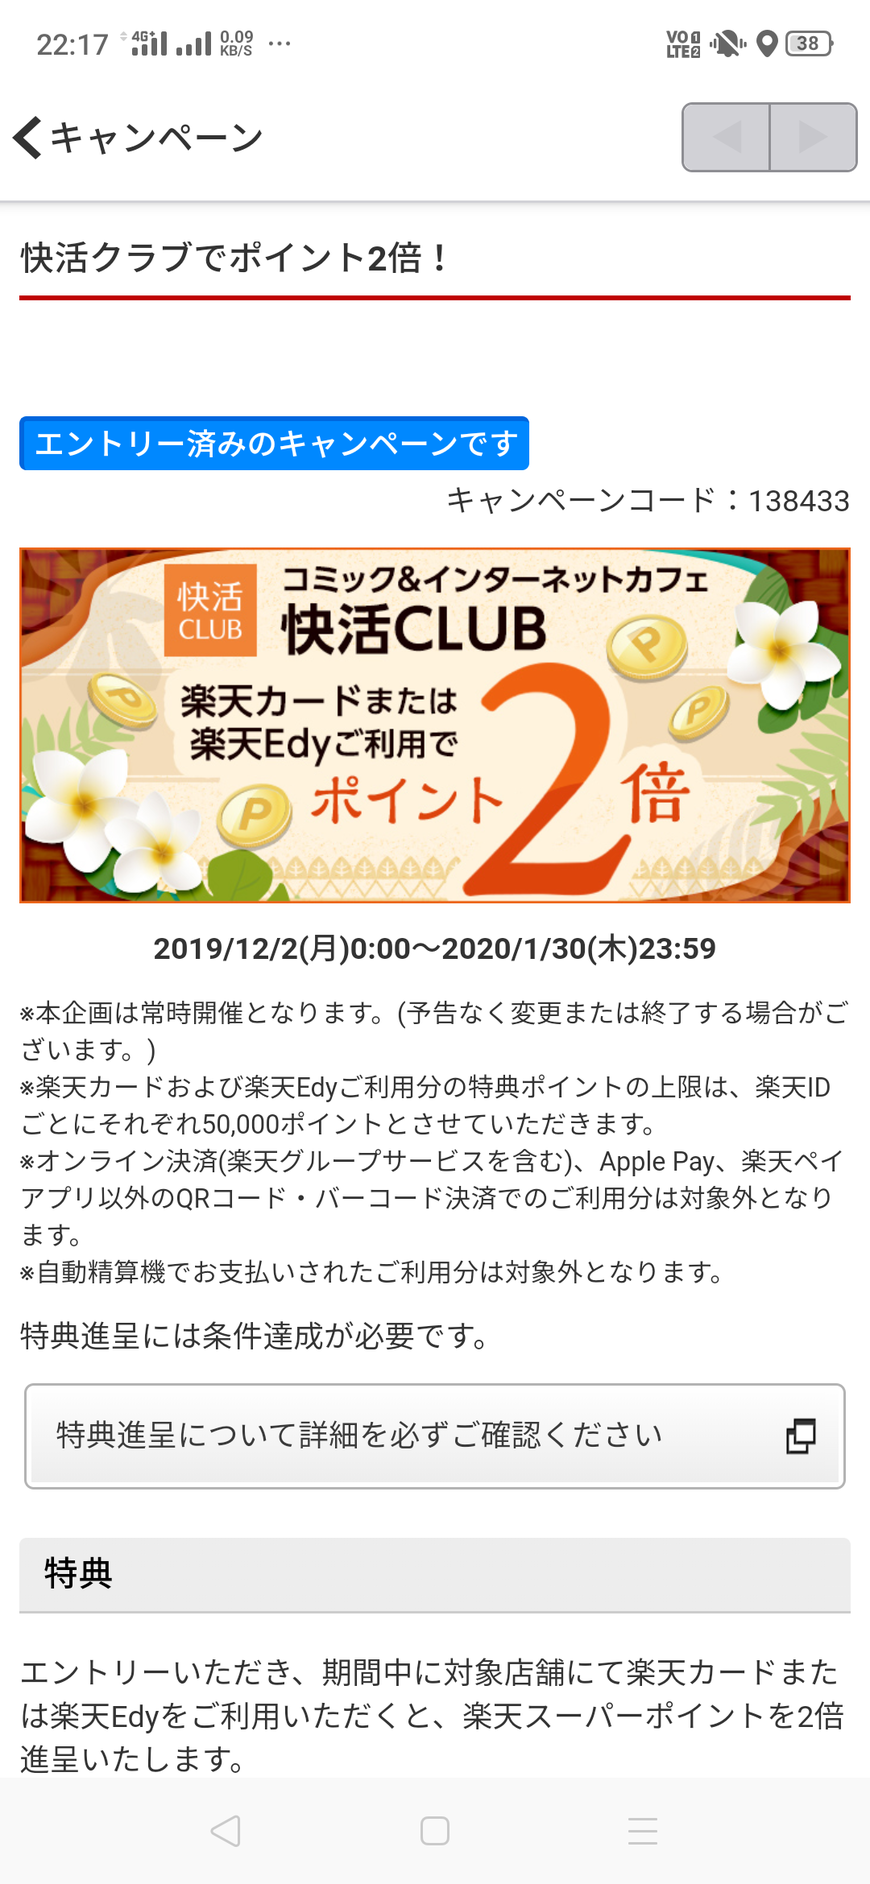 22:17 4G+ 0.09 KB/S ... VO 1 LTE 2 38
キャンペーン
快活クラブでポイント2倍！
エントリー済みのキャンペーンです
キャンペーンコード：138433
快活
CLUB
コミック&インターネットカフェ
快活CLUB
楽天カードまたは
楽天Edyご利用で
ポイント2倍
P
P
P
P
2019/12/2(月)0:00〜2020/1/30(木)23:59
※本企画は常時開催となります。(予告なく変更または終了する場合がご
ざいます。)
※楽天カードおよび楽天Edyご利用分の特典ポイントの上限は、楽天ID
ごとにそれぞれ50,000ポイントとさせていただきます。
※オンライン決済(楽天グループサービスを含む)、Apple Pay、楽天ペイ
アプリ以外のQRコード・バーコード決済でのご利用分は対象外となり
ます。
※自動精算機でお支払いされたご利用分は対象外となります。
特典進呈には条件達成が必要です。
特典進呈について詳細を必ずご確認ください
特典
エントリーいただき、期間中に対象店舗にて楽天カードまた
は楽天Edyをご利用いただくと、楽天スーパーポイントを2倍
進呈いたします。